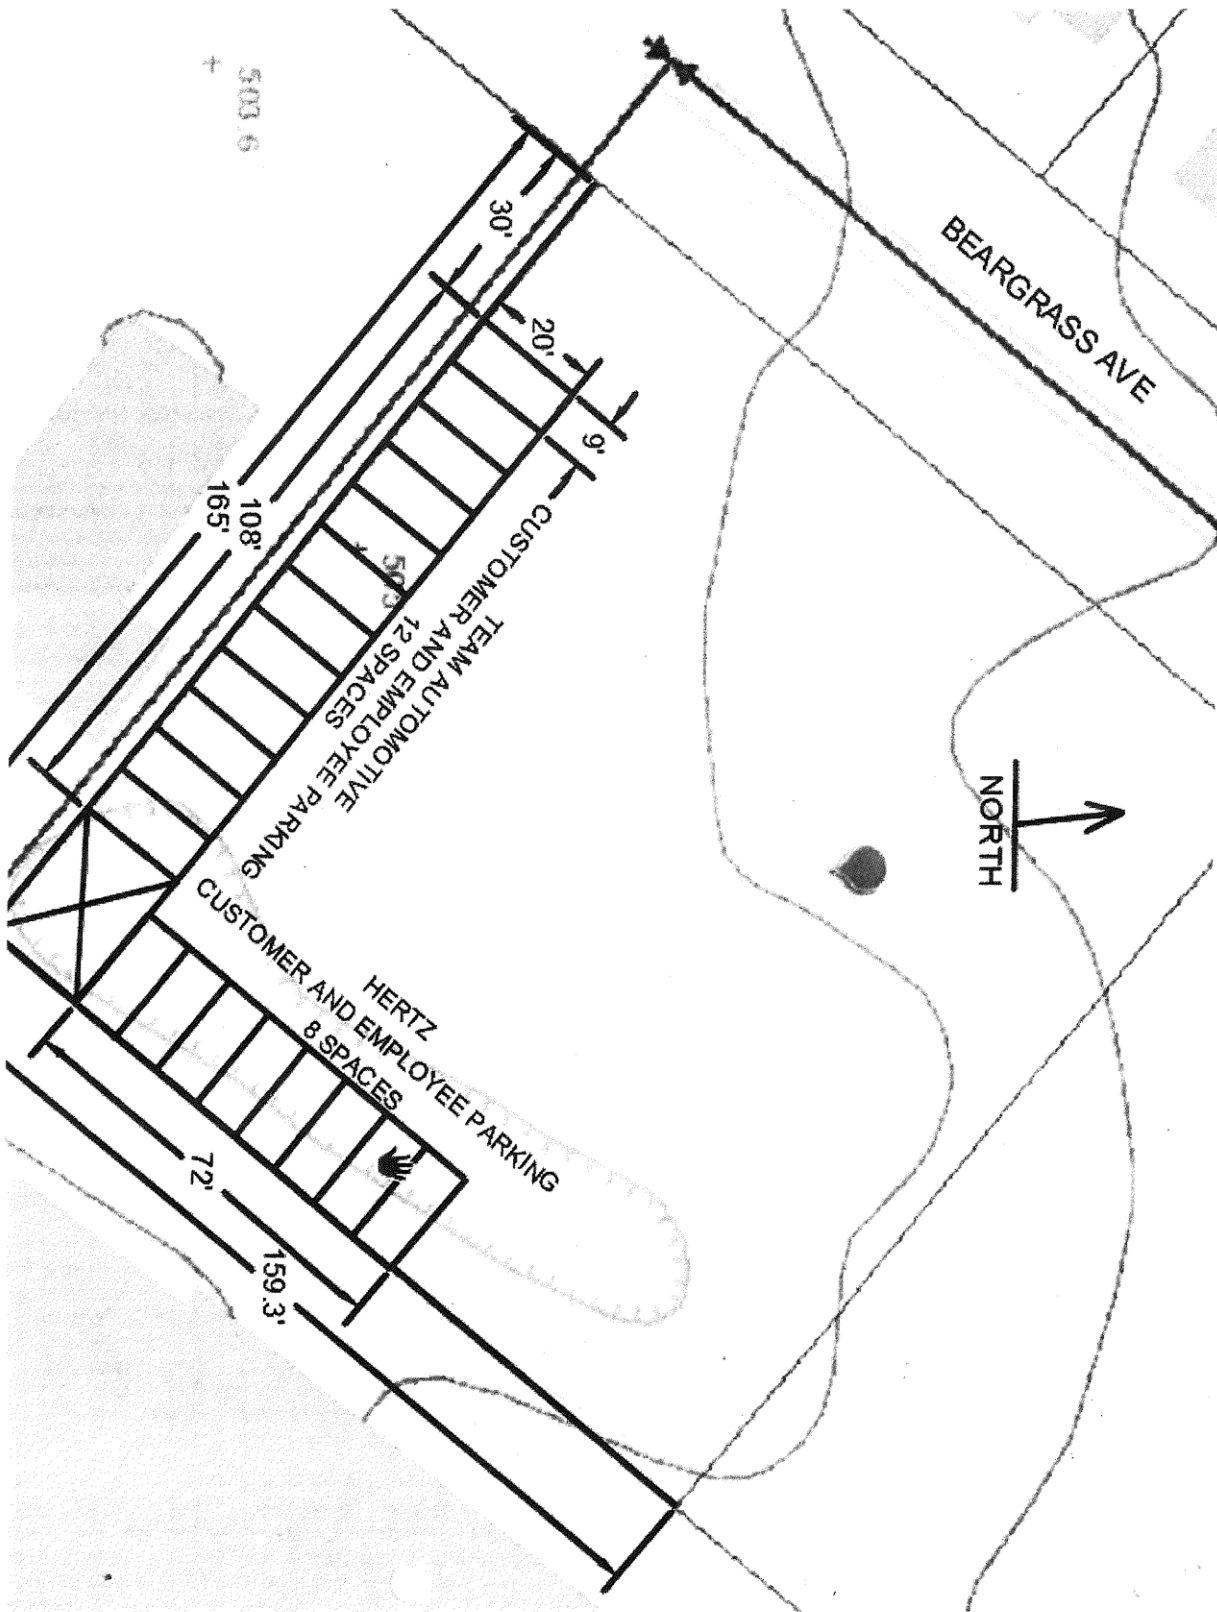 503.6
BEARGRASS AVE
30'
20'
9'
108'
165'
TEAM AUTOMOTIVE
CUSTOMER AND EMPLOYEE PARKING
12 SPACES
NORTH
HERTZ
CUSTOMER AND EMPLOYEE PARKING
8 SPACES
72'
159.3'